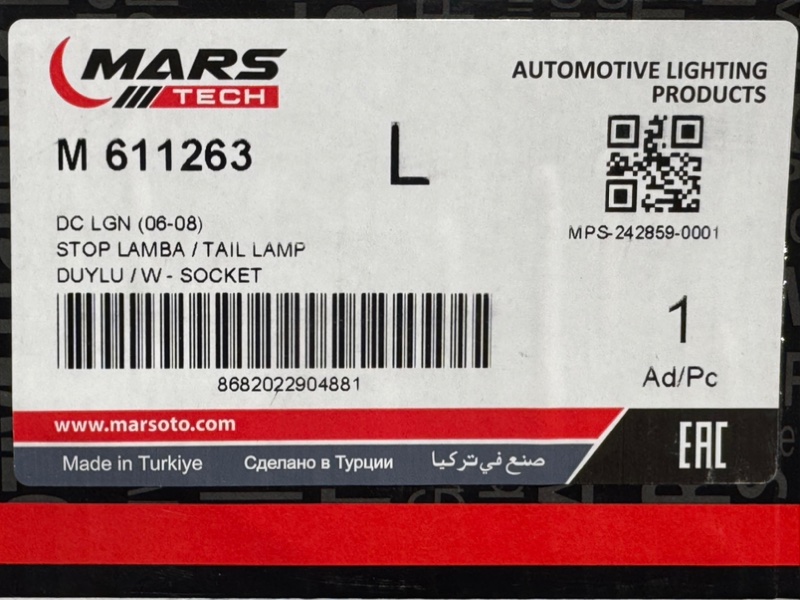 MARS
TECH
AUTOMOTIVE LIGHTING
PRODUCTS
M 611263
L
DC LGN (06-08)
STOP LAMBA / TAIL LAMP
DUYLU / W - SOCKET
MPS-242859-0001
8682022904881
1
Ad/Pc
www.marsoto.com
Made in Turkiye
Сделано в Турции
صنع في تركيا
EAC